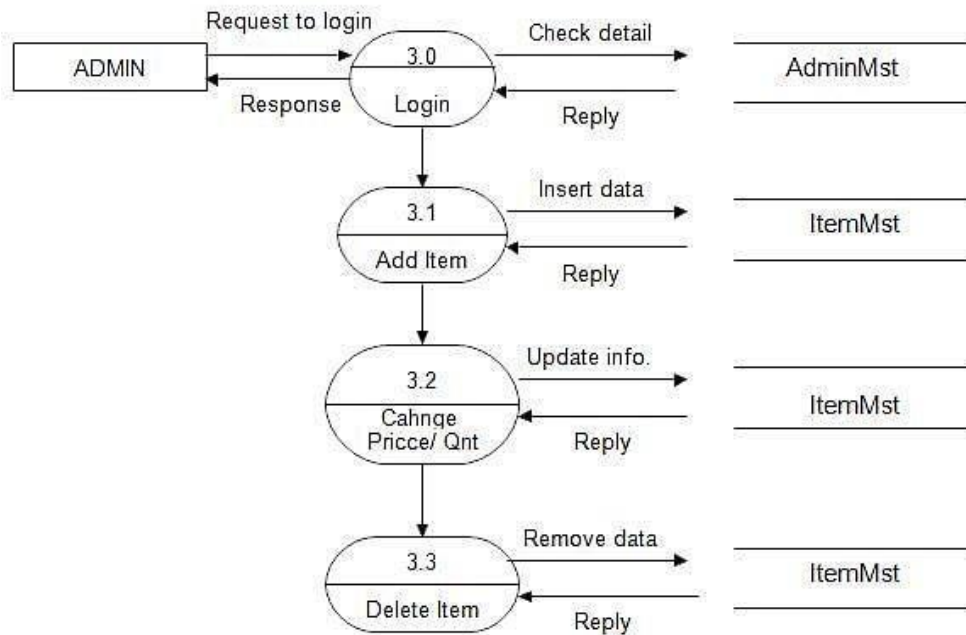 Request to login
ADMIN
Response
3.0
Login
Check detail
Reply
AdminMst
3.1
Add Item
Insert data
Reply
ItemMst
3.2
Cahnge
Pricce/ Qnt
Update info.
Reply
ItemMst
3.3
Delete Item
Remove data
Reply
ItemMst